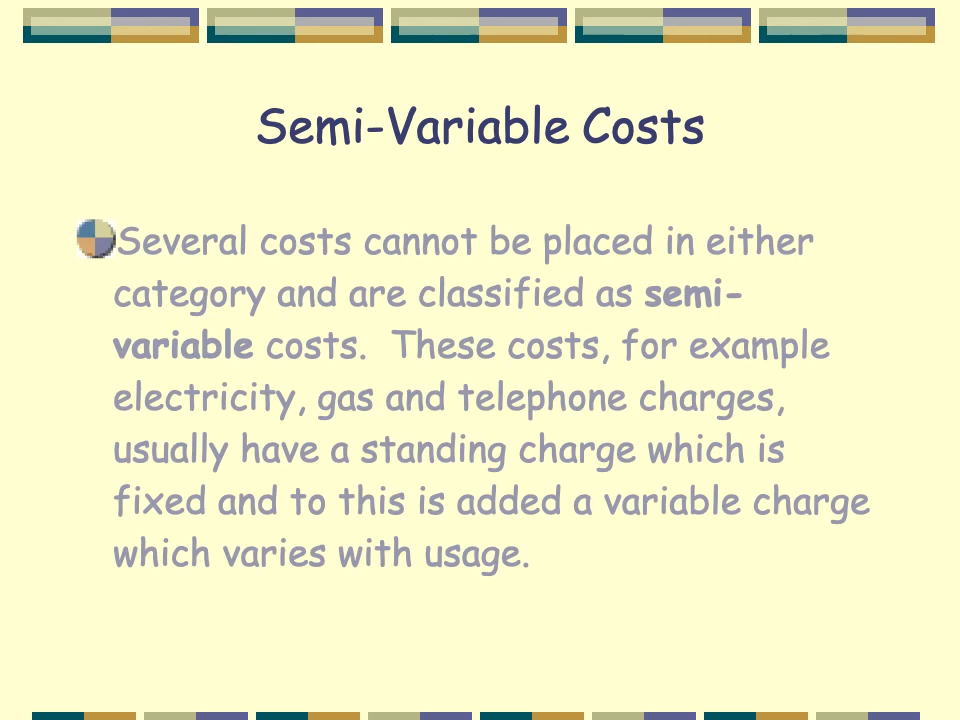 Semi-Variable Costs
Several costs cannot be placed in either
category and are classified as semi-
variable costs.  These costs, for example
electricity, gas and telephone charges,
usually have a standing charge which is
fixed and to this is added a variable charge
which varies with usage.